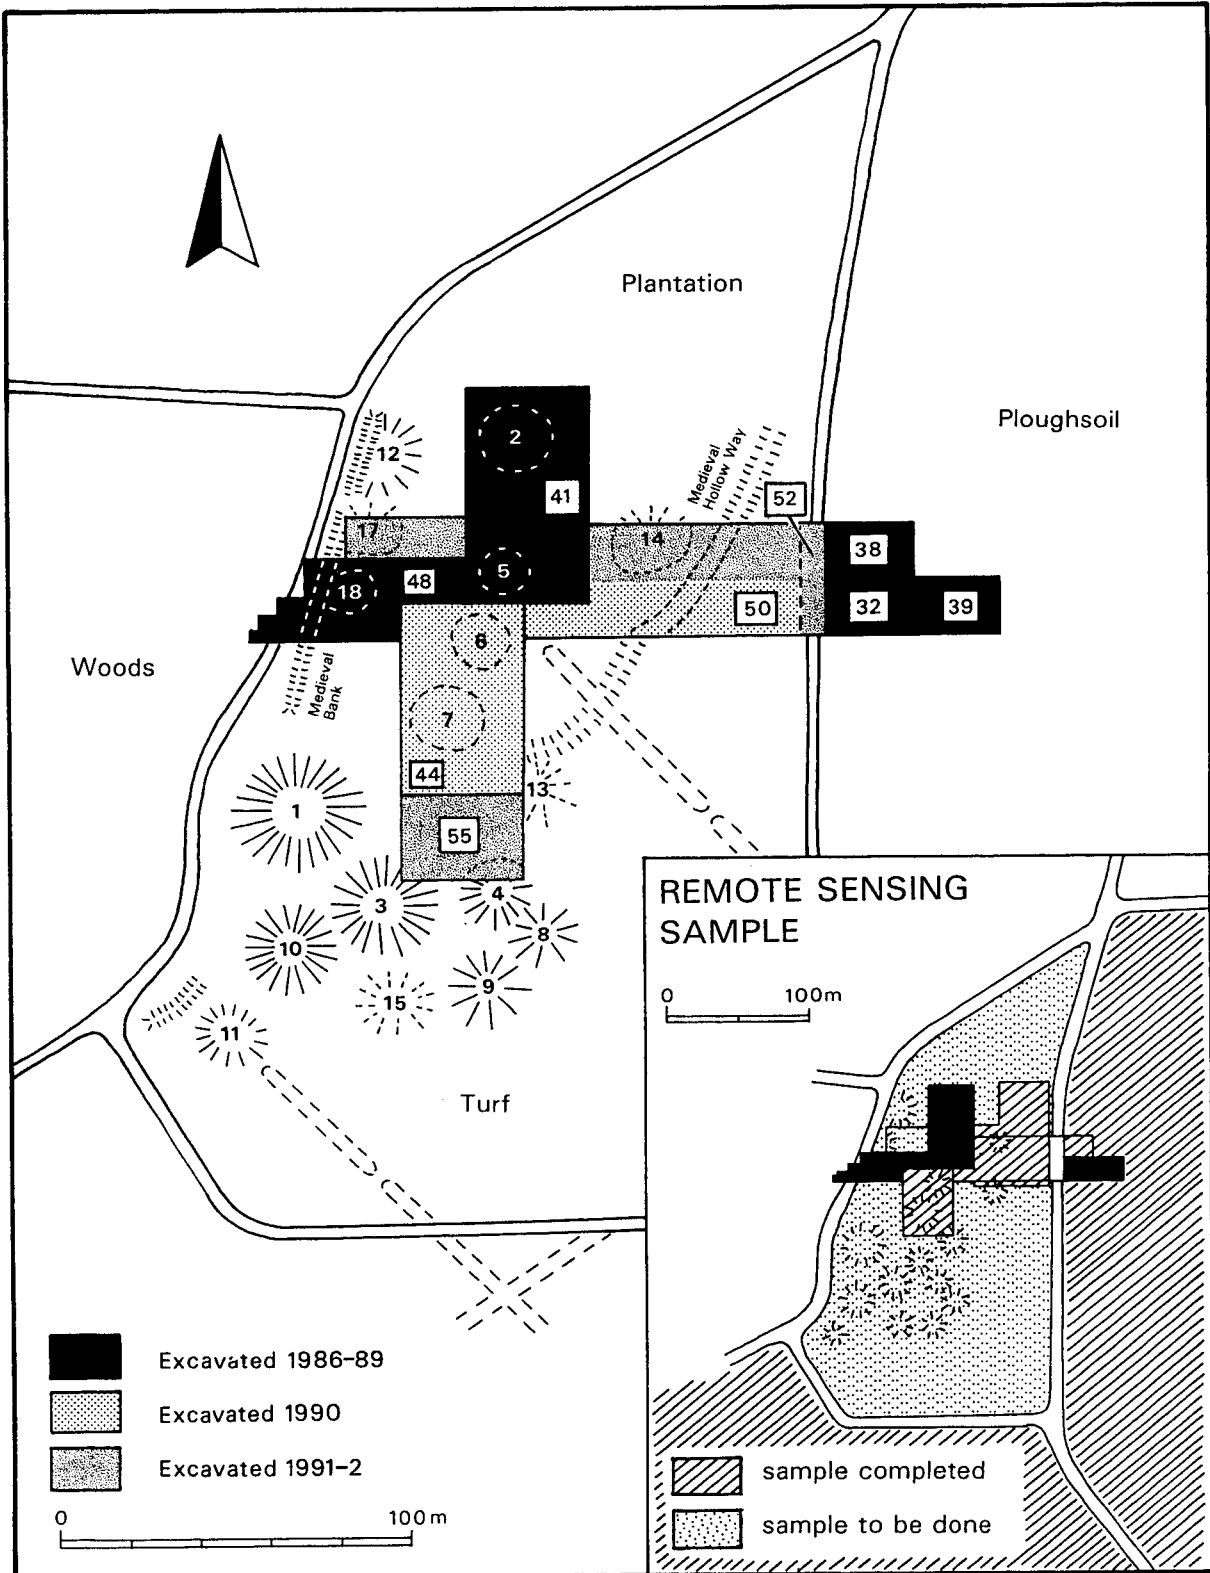 Plantation
Ploughsoil
2
12
Medieval
Hollow Way
41
52
17
14
38
5
48
18
50
32
39
6
Woods
Medieval
Bank
7
44
13
1
55
4
3
8
10
9
15
11
Turf
REMOTE SENSING
SAMPLE
0 100m
Excavated 1986-89
Excavated 1990
Excavated 1991-2
0 100m
sample completed
sample to be done